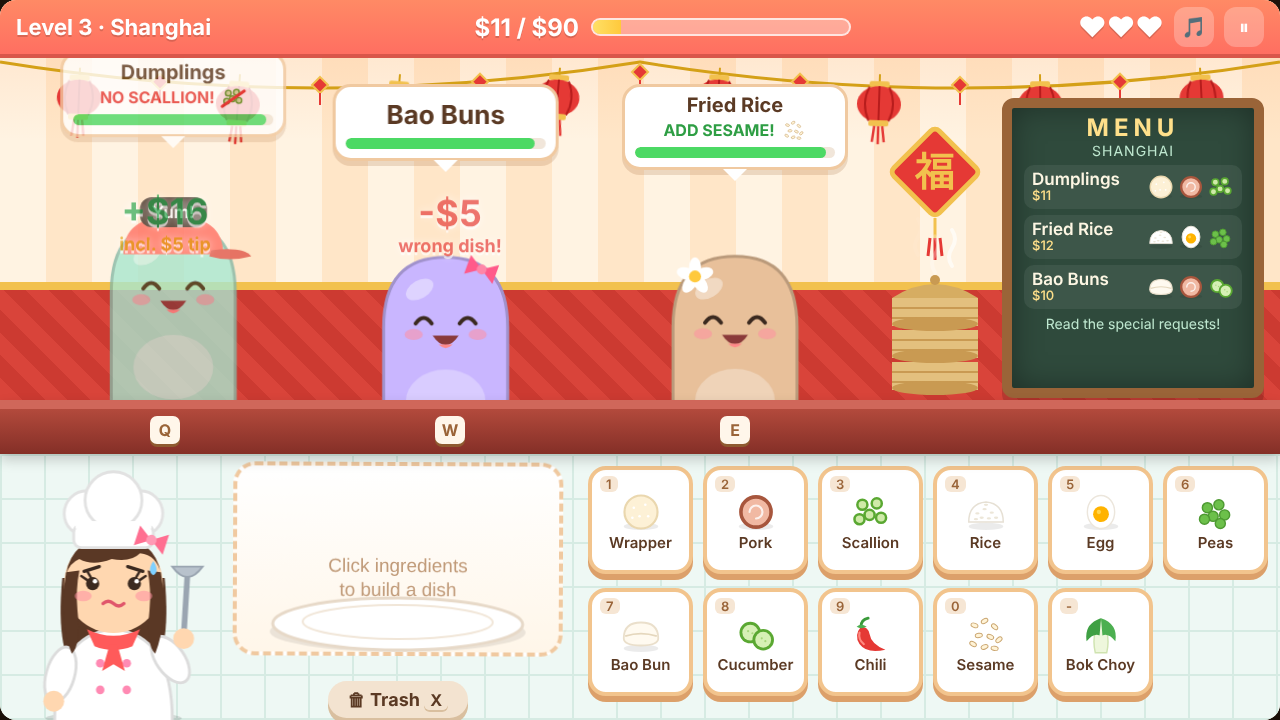 Level 3 · Shanghai
$11 / $90
Dumplings
NO SCALLION!
Bao Buns
Fried Rice
ADD SESAME!
福
MENU
SHANGHAI
Dumplings
$11
Fried Rice
$12
Bao Buns
$10
Read the special requests!
+$16
incl. $5 tip
-$5
wrong dish!
Q
W
E
Click ingredients
to build a dish
Trash X
1
Wrapper
2
Pork
3
Scallion
4
Rice
5
Egg
6
Peas
7
Bao Bun
8
Cucumber
9
Chili
0
Sesame
-
Bok Choy